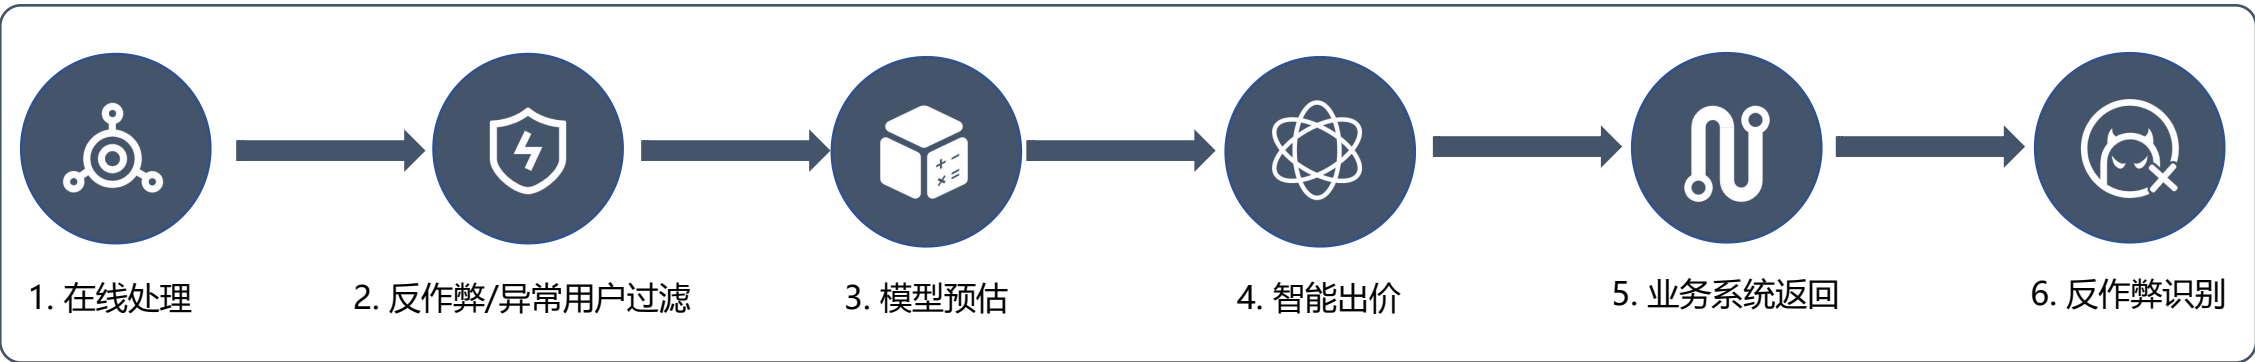 1. 在线处理
2. 反作弊/异常用户过滤
3. 模型预估
4. 智能出价
5. 业务系统返回
6. 反作弊识别